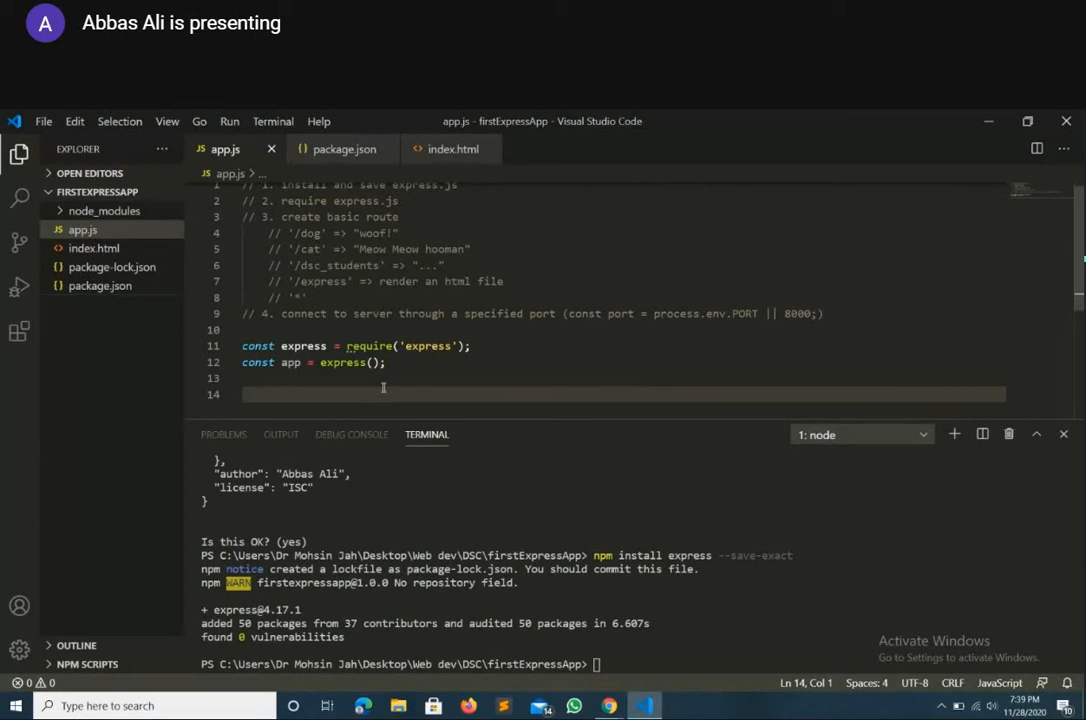 A Abbas Ali is presenting
File Edit Selection View Go Run Terminal Help app.js - firstExpressApp - Visual Studio Code
EXPLORER ... JS app.js × {} package.json <> index.html ...
> OPEN EDITORS JS app.js > ...
FIRSTEXPRESSAPP
> node_modules
JS app.js
<> index.html
{} package-lock.json
{} package.json
1 // 1. install and save express.js
2 // 2. require express.js
3 // 3. create basic route
4 // '/dog' => "woof!"
5 // '/cat' => "Meow Meow hooman"
6 // '/dsc_students' => "..."
7 // '/express' => render an html file
8 // '*'
9 // 4. connect to server through a specified port (const port = process.env.PORT || 8000;)
10
11 const express = require('express');
12 const app = express();
13
14
PROBLEMS OUTPUT DEBUG CONSOLE TERMINAL 1: node
},
"author": "Abbas Ali",
"license": "ISC"
}
Is this OK? (yes)
PS C:\Users\Dr Mohsin Jah\Desktop\Web dev\DSC\firstExpressApp> npm install express --save-exact
npm notice created a lockfile as package-lock.json. You should commit this file.
npm WARN firstexpressapp@1.0.0 No repository field.
+ express@4.17.1
added 50 packages from 37 contributors and audited 50 packages in 6.607s
found 0 vulnerabilities
PS C:\Users\Dr Mohsin Jah\Desktop\Web dev\DSC\firstExpressApp>
> OUTLINE
> NPM SCRIPTS
Activate Windows
Go to Settings to activate Windows.
0 0 Ln 14, Col 1 Spaces: 4 UTF-8 CRLF JavaScript
Type here to search 14 7:39 PM
11/28/2020 10